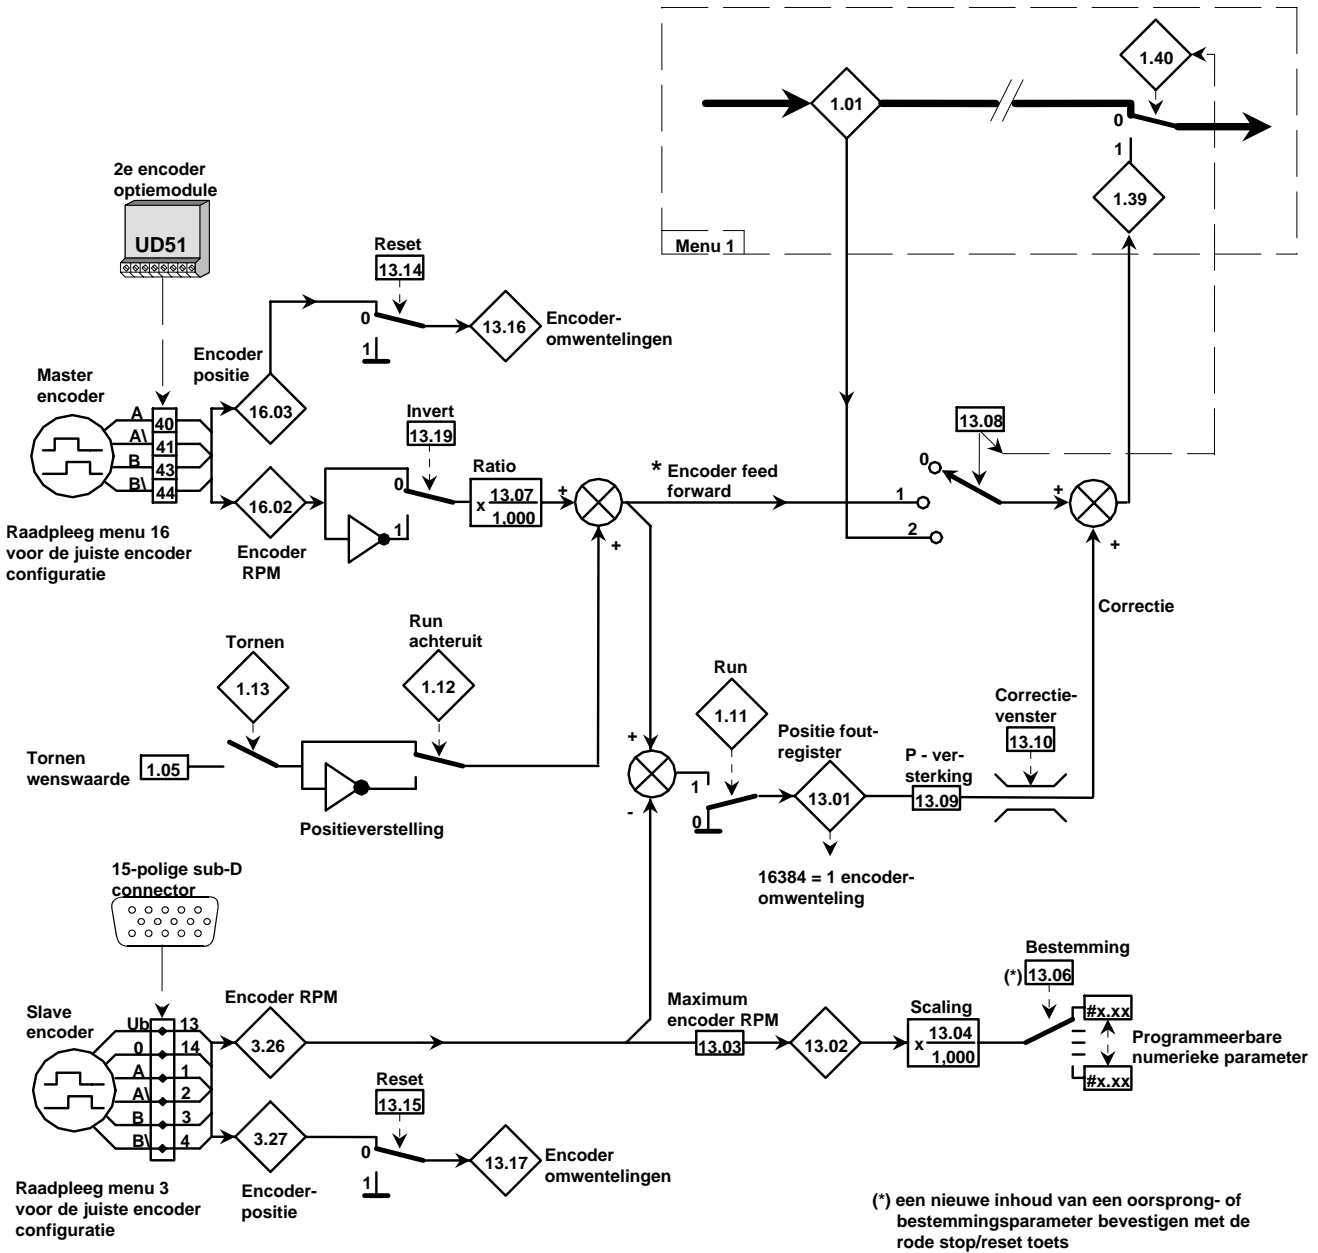 1.40
1.01
0
1
1.39
Menu 1
2e encoder
optiemodule
UD51
Reset
13.14
0
1
13.16
Encoder-
omwentelingen
Encoder
positie
Master
encoder
16.03
A
A\
B
B\
40
41
43
44
Invert
13.19
16.02
0
1
Ratio
x 13.07
1,000
+
+
* Encoder feed
forward
13.08
0
1
2
+
+
Raadpleeg menu 16
voor de juiste encoder
configuratie
Encoder
RPM
Correctie
Tornen
1.13
Run
achteruit
1.12
Tornen
wenswaarde
1.05
Positieverstelling
Run
1.11
+
-
1
0
Positie fout-
register
13.01
P - ver-
sterking
13.09
Correctie-
venster
13.10
16384 = 1 encoder-
omwenteling
15-polige sub-D
connector
Slave
encoder
Ub
0
A
A\
B
B\
13
14
1
2
3
4
Encoder RPM
3.26
Maximum
encoder RPM
13.03
13.02
Scaling
x 13.04
1,000
Bestemming
(*) 13.06
#x.xx
#x.xx
Programmeerbare
numerieke parameter
Reset
13.15
3.27
0
1
13.17
Encoder
omwentelingen
Encoder-
positie
Raadpleeg menu 3
voor de juiste encoder
configuratie
(*) een nieuwe inhoud van een oorsprong- of
bestemmingsparameter bevestigen met de
rode stop/reset toets